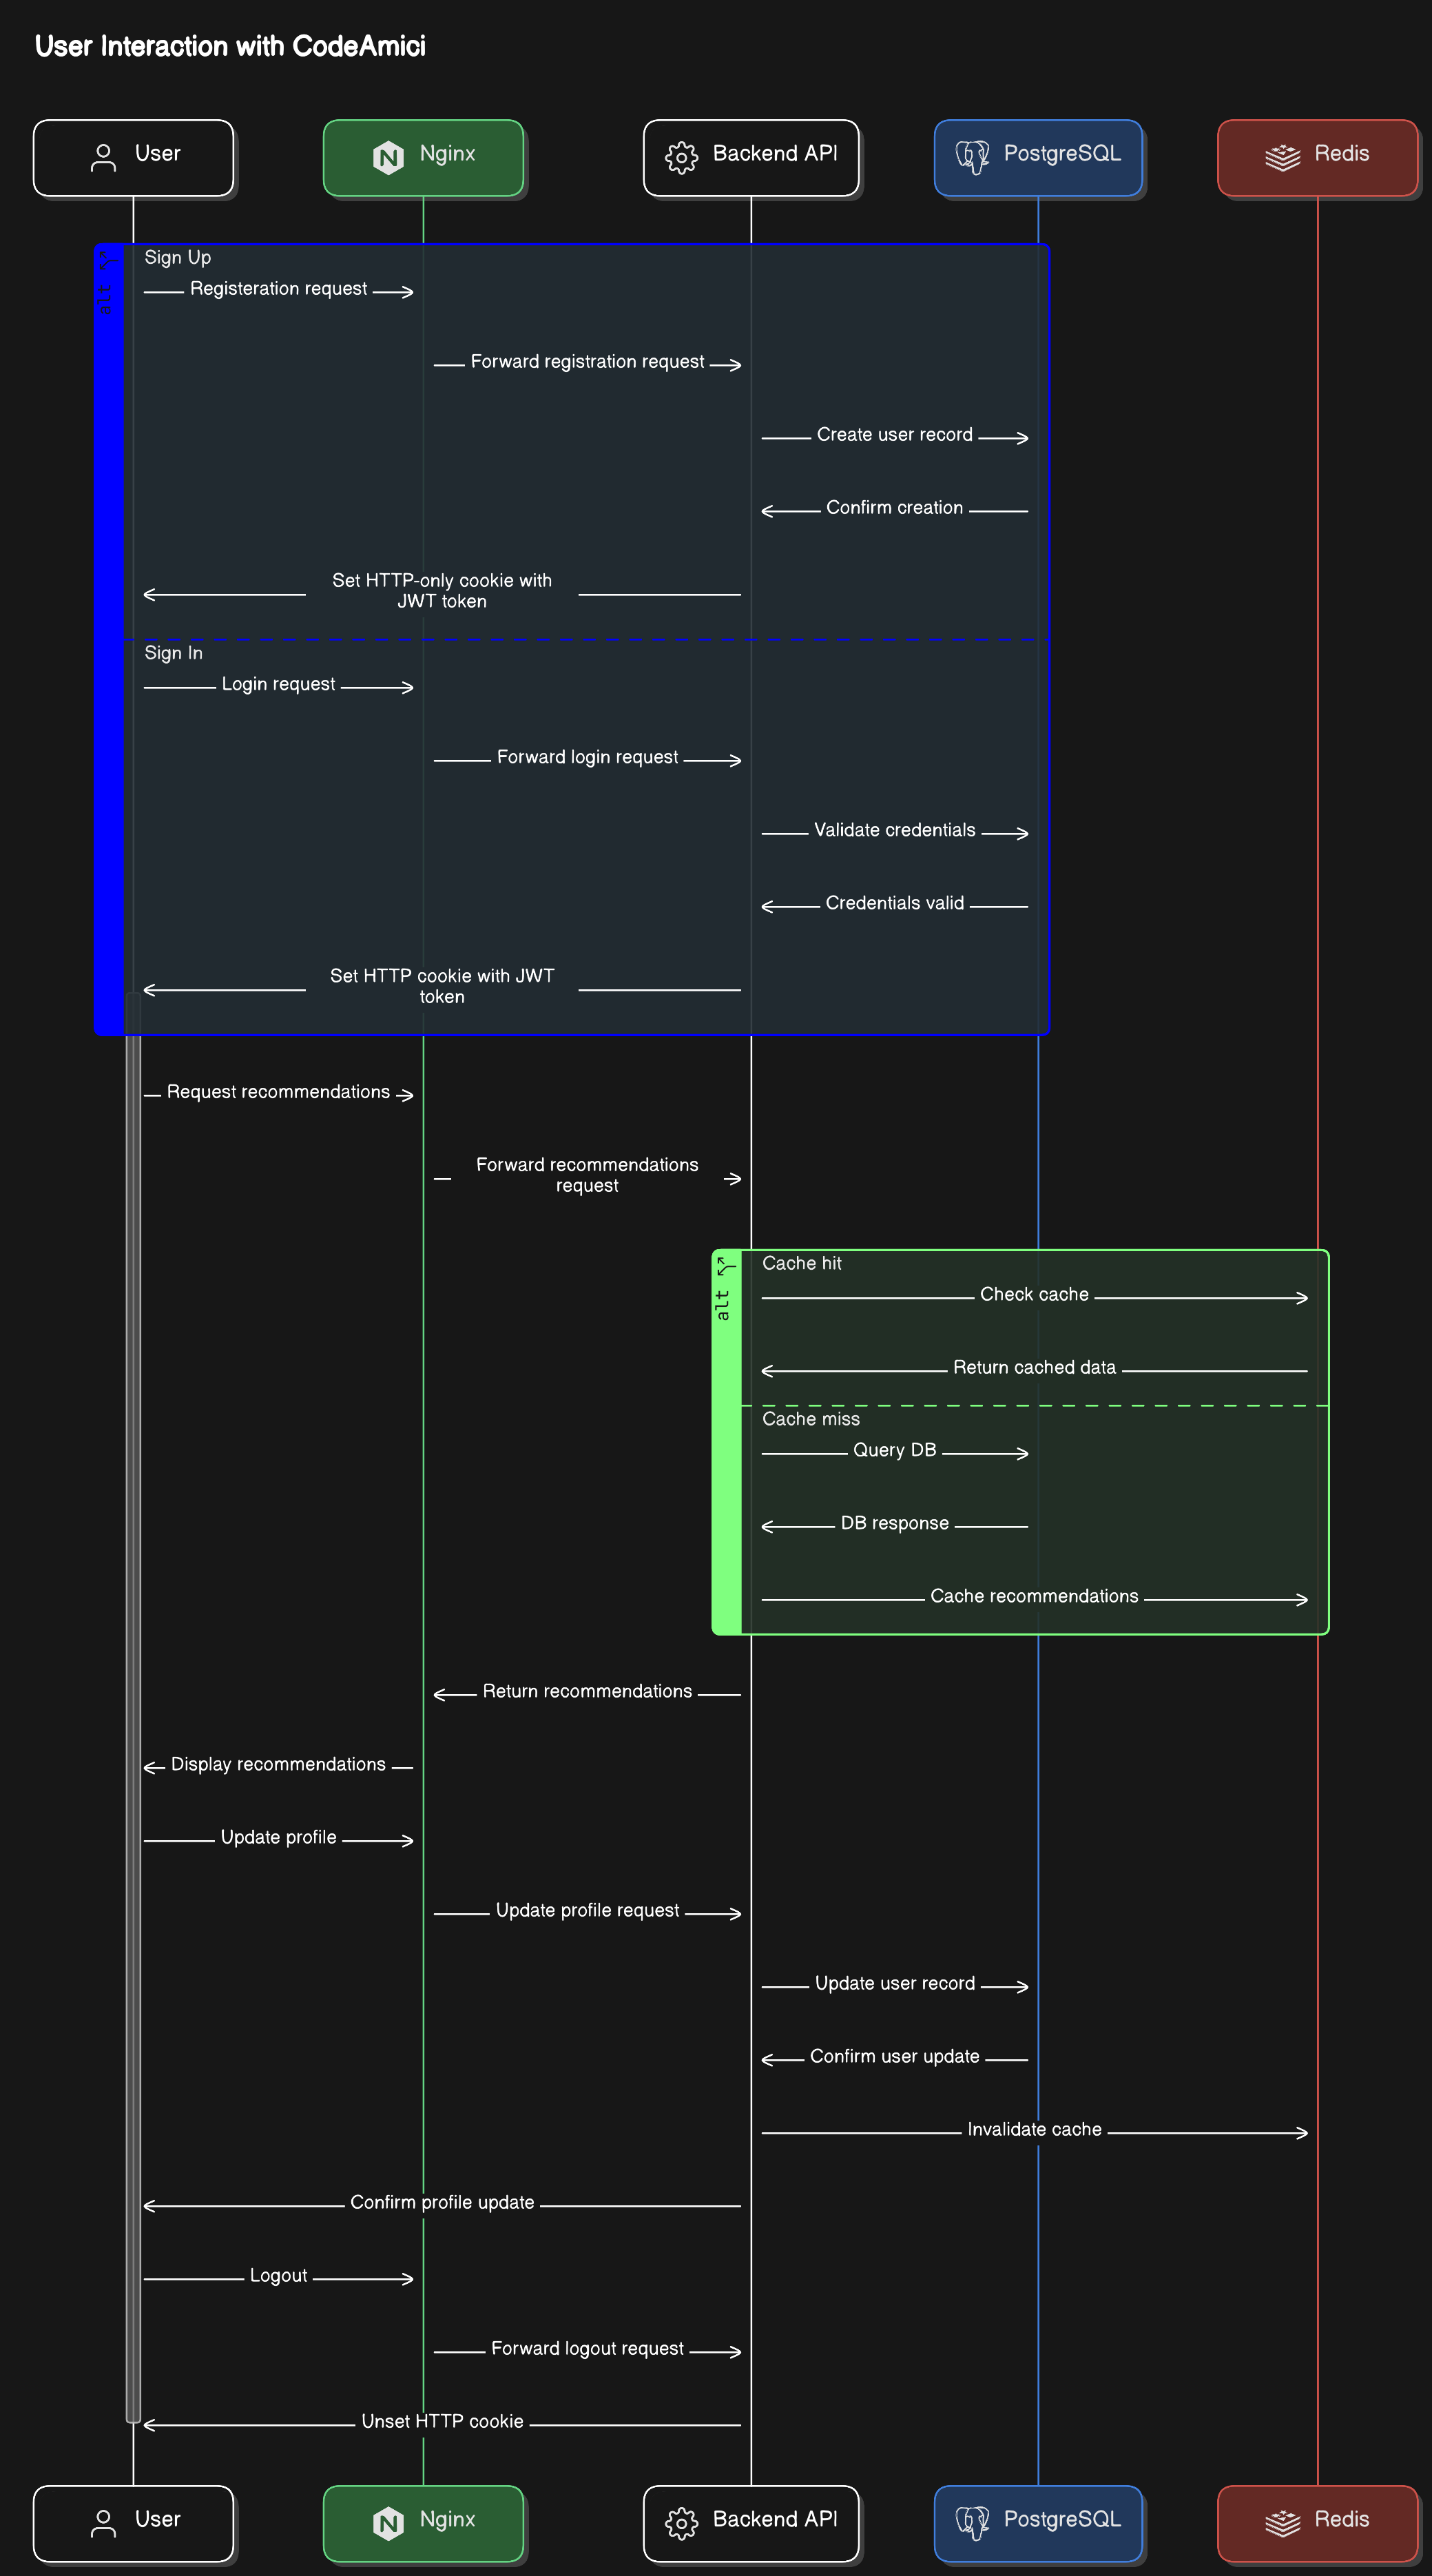 User Interaction with CodeAmici
User
Nginx
Backend API
PostgreSQL
Redis
alt
Sign Up
Registeration request
Forward registration request
Create user record
Confirm creation
Set HTTP-only cookie with
JWT token
Sign In
Login request
Forward login request
Validate credentials
Credentials valid
Set HTTP cookie with JWT
token
Request recommendations
Forward recommendations
request
alt
Cache hit
Check cache
Return cached data
Cache miss
Query DB
DB response
Cache recommendations
Return recommendations
Display recommendations
Update profile
Update profile request
Update user record
Confirm user update
Invalidate cache
Confirm profile update
Logout
Forward logout request
Unset HTTP cookie
User
Nginx
Backend API
PostgreSQL
Redis